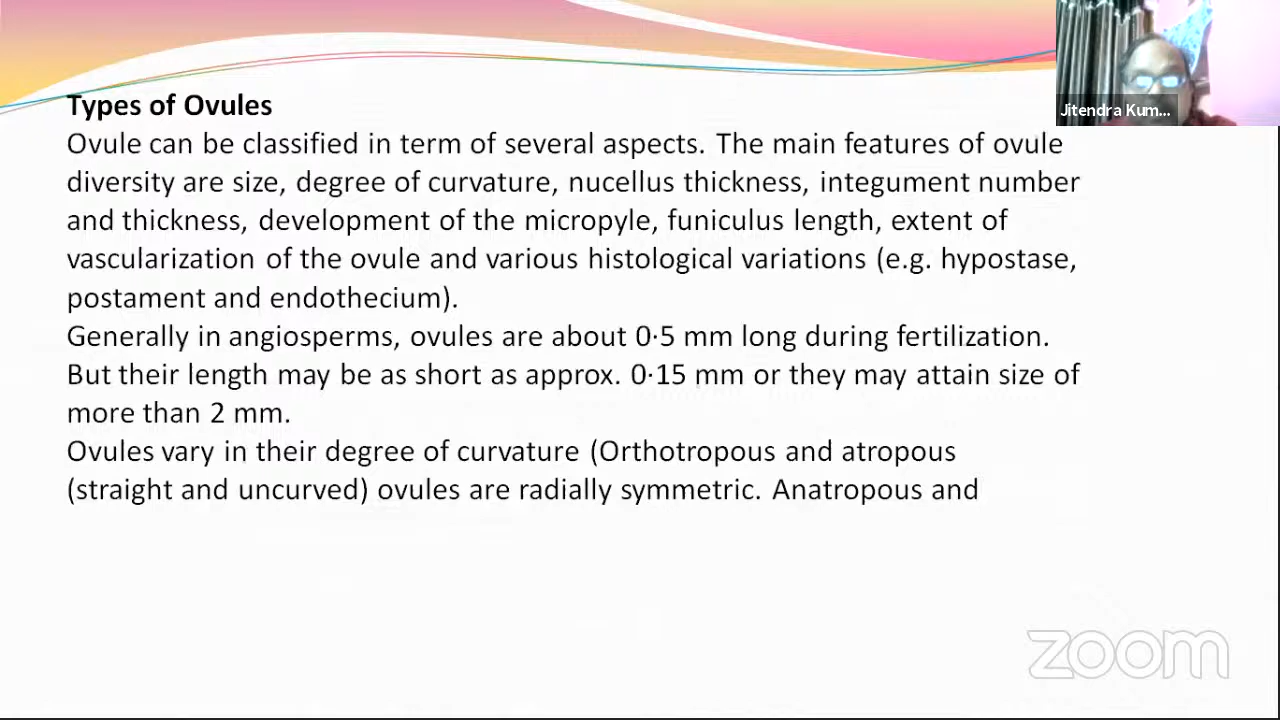 Jitendra Kum...
Types of Ovules
Ovule can be classified in term of several aspects. The main features of ovule
diversity are size, degree of curvature, nucellus thickness, integument number
and thickness, development of the micropyle, funiculus length, extent of
vascularization of the ovule and various histological variations (e.g. hypostase,
postament and endothecium).
Generally in angiosperms, ovules are about 0·5 mm long during fertilization.
But their length may be as short as approx. 0·15 mm or they may attain size of
more than 2 mm.
Ovules vary in their degree of curvature (Orthotropous and atropous
(straight and uncurved) ovules are radially symmetric. Anatropous and
zoom